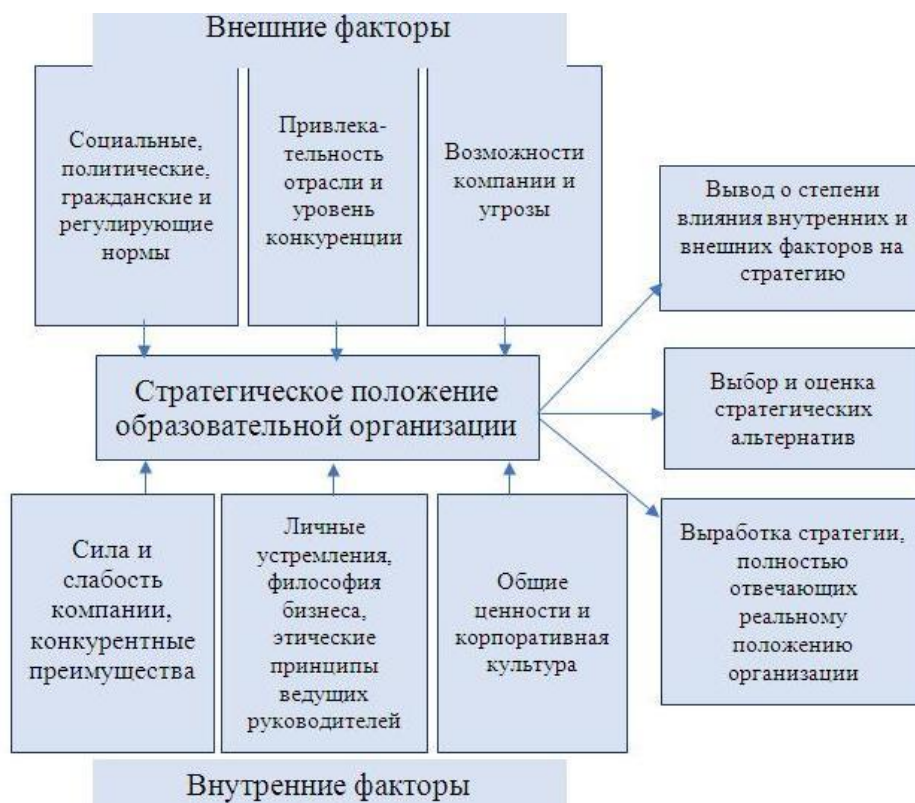 Внешние факторы
Социальные,
политические,
гражданские и
регулирующие
нормы
Привлека-
тельность
отрасли и
уровень
конкуренции
Возможности
компании и
угрозы
Вывод о степени
влияния внутренних и
внешних факторов на
стратегию
Стратегическое положение
образовательной организации
Выбор и оценка
стратегических
альтернатив
Сила и
слабость
компании,
конкурентные
преимущества
Личные
устремления,
философия
бизнеса,
этические
принципы
ведущих
руководителей
Общие
ценности и
корпоративная
культура
Выработка стратегии,
полностью
отвечающих
реальному
положению
организации
Внутренние факторы